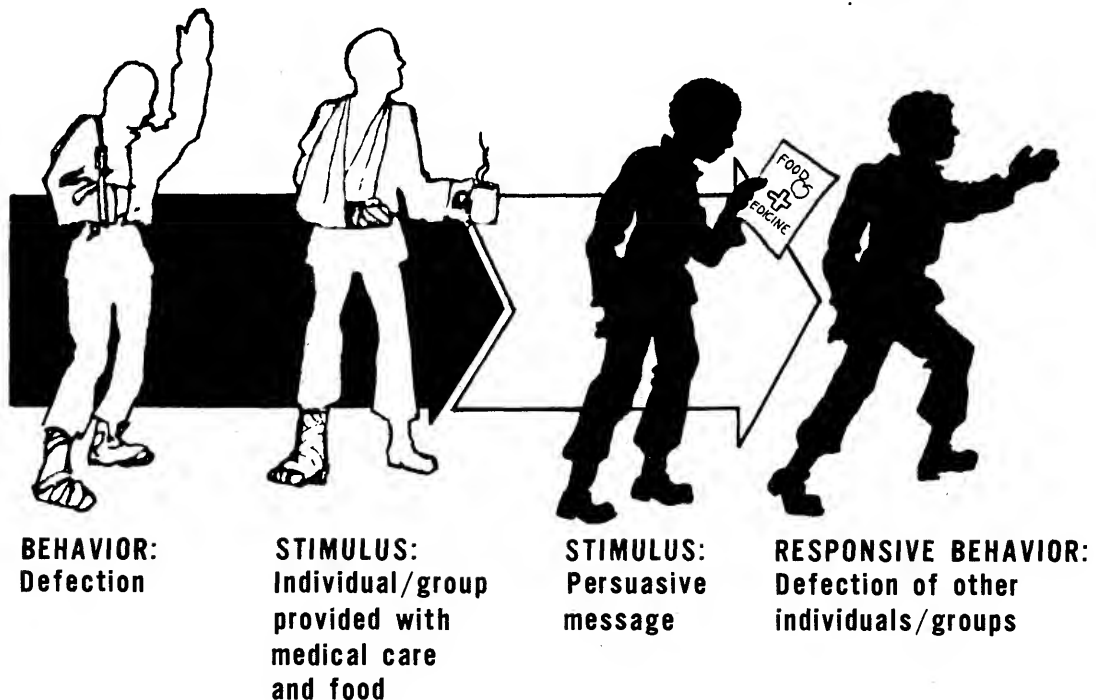 FOOD
EDICINE
BEHAVIOR:
Defection
STIMULUS:
Individual/group
provided with
medical care
and food
STIMULUS:
Persuasive
message
RESPONSIVE BEHAVIOR:
Defection of other
individuals/groups